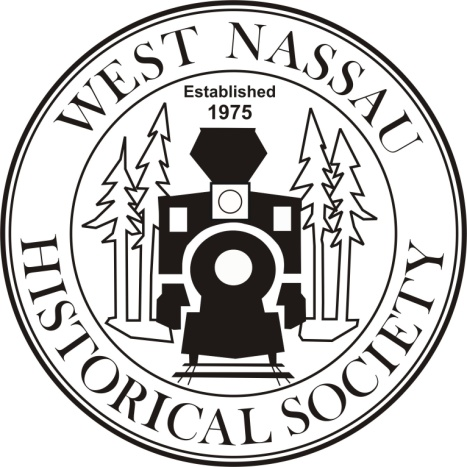 WEST NASSAU
Established
1975
HISTORICAL SOCIETY